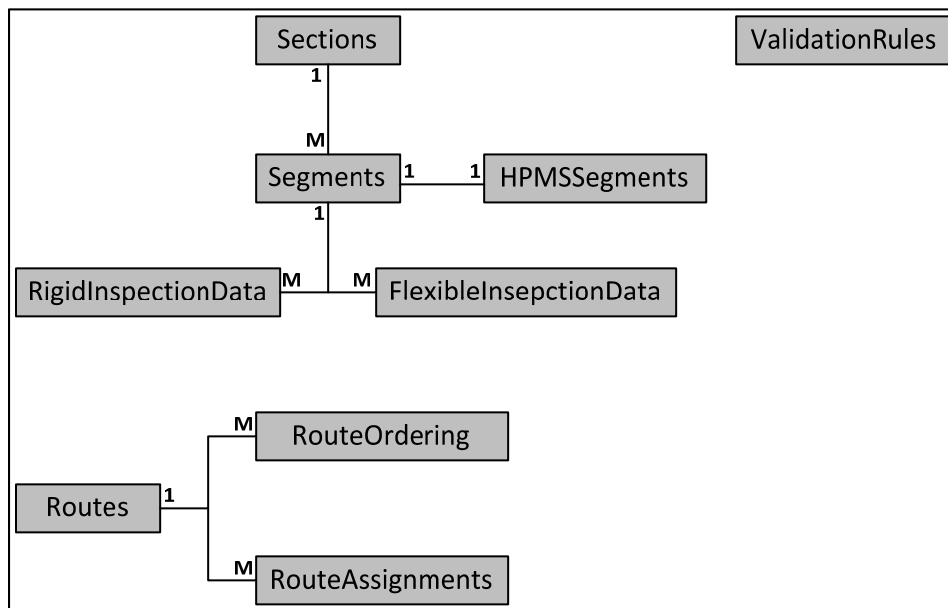 Sections
ValidationRules
1
M
Segments
1
1
HPMSSegments
1
RigidInspectionData
M
M
FlexibleInsepctionData
M
RouteOrdering
Routes
1
M
RouteAssignments